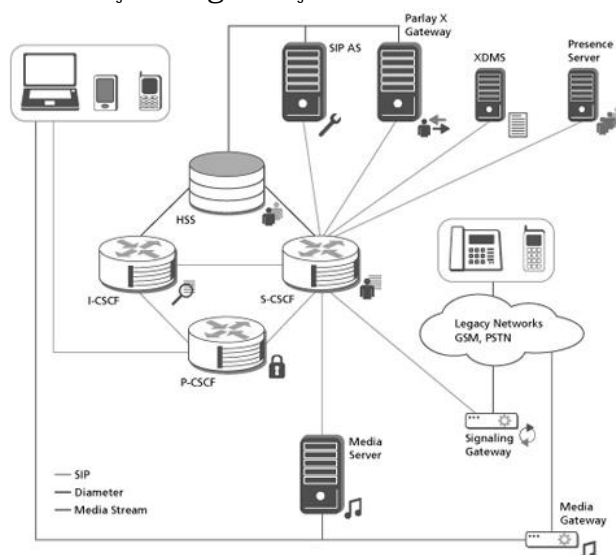 Parlay X
Gateway
SIP AS
XDMS
Presence
Server
HSS
I-CSCF
S-CSCF
P-CSCF
Legacy Networks
GSM, PSTN
Signaling
Gateway
Media
Server
SIP
Diameter
Media Stream
Media
Gateway